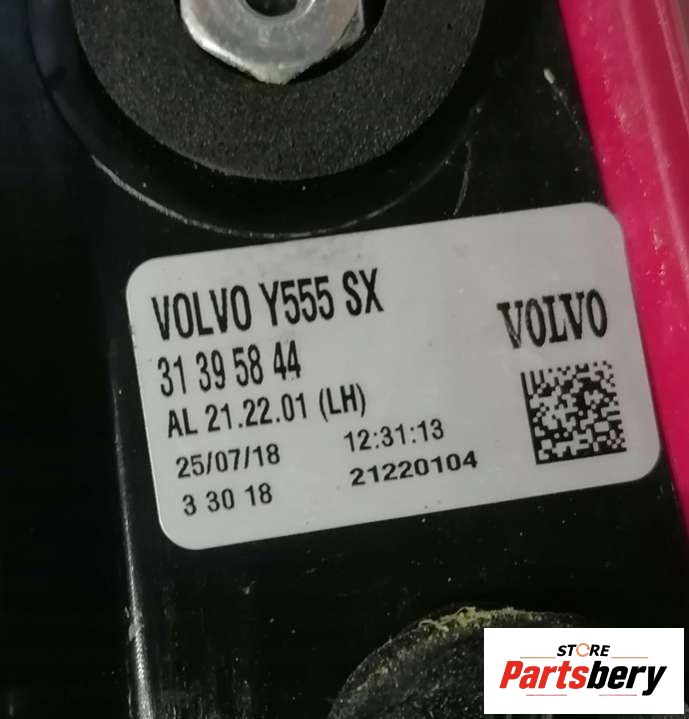 VOLVO Y555 SX
31 39 58 44
VOLVO
AL 21.22.01 (LH)
25/07/18 12:31:13
3 30 18 21220104
STORE
Partsbery